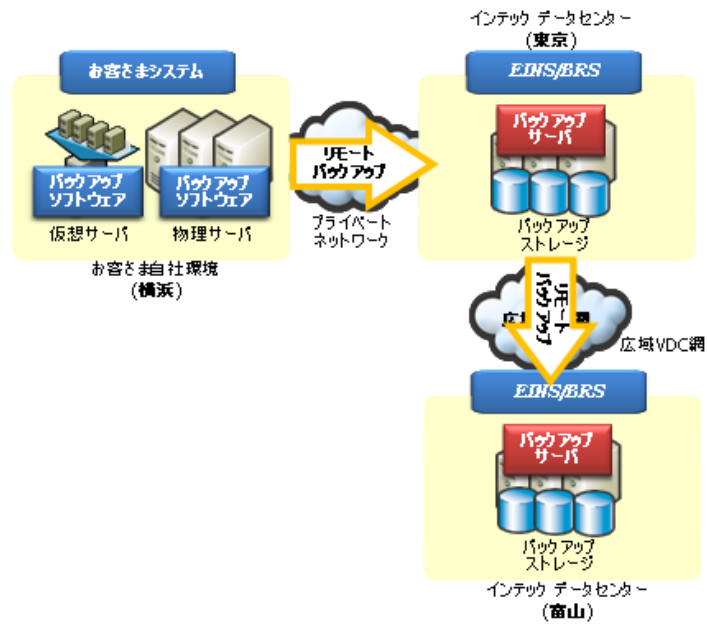 インテック データセンター
(東京)
お客さまシステム
EINS/BRS
バックアップ
サーバ
リモート
バックアップ
バックアップ
ソフトウェア
バックアップ
ソフトウェア
仮想サーバ
物理サーバ
プライベート
ネットワーク
バックアップ
ストレージ
お客さま自社環境
(横浜)
リモート
バックアップ
広域
網
広域VDC網
EINS/BRS
バックアップ
サーバ
バックアップ
ストレージ
インテック データセンター
(富山)